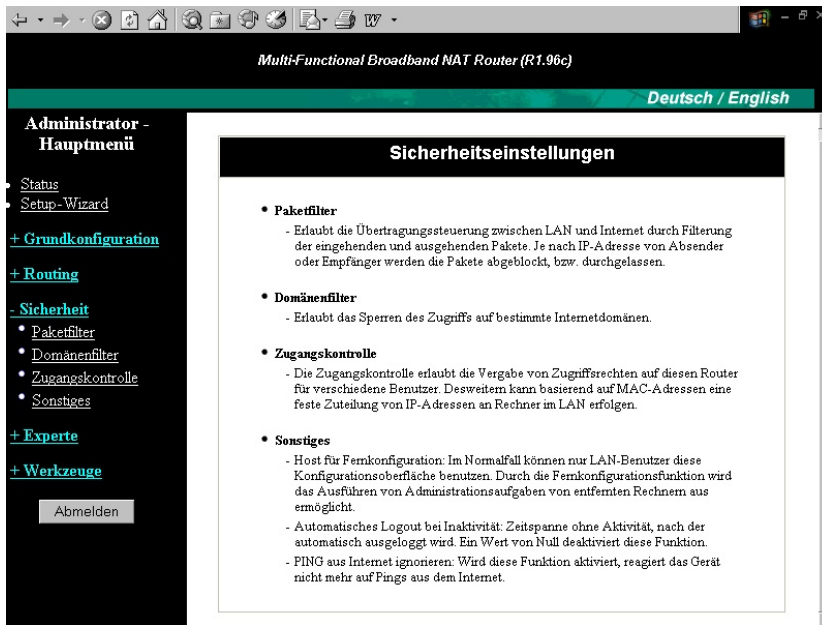 Multi-Functional Broadband NAT Router (R1.96c)
Deutsch / English
Administrator -
Hauptmenü
Status
Setup-Wizard
+ Grundkonfiguration
+ Routing
- Sicherheit
Paketfilter
Domänenfilter
Zugangskontrolle
Sonstiges
+ Experte
+ Werkzeuge
Abmelden
Sicherheitseinstellungen
Paketfilter
- Erlaubt die Übertragungssteuerung zwischen LAN und Internet durch Filterung
der eingehenden und ausgehenden Pakete. Je nach IP-Adresse von Absender
oder Empfänger werden die Pakete abgeblockt, bzw. durchgelassen.
Domänenfilter
- Erlaubt das Sperren des Zugriffs auf bestimmte Internetdomänen.
Zugangskontrolle
- Die Zugangskontrolle erlaubt die Vergabe von Zugriffsrechten auf diesen Router
für verschiedene Benutzer. Desweitern kann basierend auf MAC-Adressen eine
feste Zuteilung von IP-Adressen an Rechner im LAN erfolgen.
Sonstiges
- Host für Fernkonfiguration: Im Normalfall können nur LAN-Benutzer diese
Konfigurationsoberfläche benutzen. Durch die Fernkonfigurationsfunktion wird
das Ausführen von Administrationsaufgaben von entfernten Rechnern aus
ermöglicht.
- Automatisches Logout bei Inaktivität: Zeitspanne ohne Aktivität, nach der
automatisch ausgeloggt wird. Ein Wert von Null deaktiviert diese Funktion.
- PING aus Internet ignorieren: Wird diese Funktion aktiviert, reagiert das Gerät
nicht mehr auf Pings aus dem Internet.